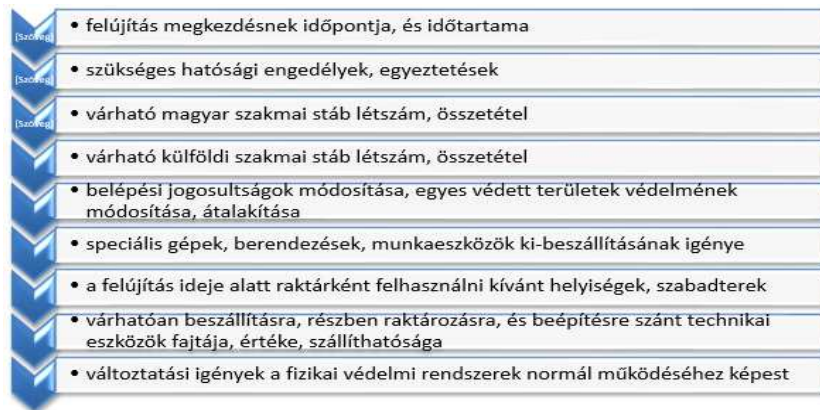 [Szöveg]
• felújítás megkezdésnek időpontja, és időtartama
[Szöveg]
• szükséges hatósági engedélyek, egyeztetések
[Szöveg]
• várható magyar szakmai stáb létszám, összetétel
• várható külföldi szakmai stáb létszám, összetétel
• belépési jogosultságok módosítása, egyes védett területek védelmének
módosítása, átalakítása
• speciális gépek, berendezések, munkaeszközök ki-beszállításának igénye
• a felújítás ideje alatt raktárként felhasználni kívánt helyiségek, szabadterek
• várhatóan beszállításra, részben raktározásra, és beépítésre szánt technikai
eszközök fajtája, értéke, szállíthatósága
• változtatási igények a fizikai védelmi rendszerek normál működéséhez képest